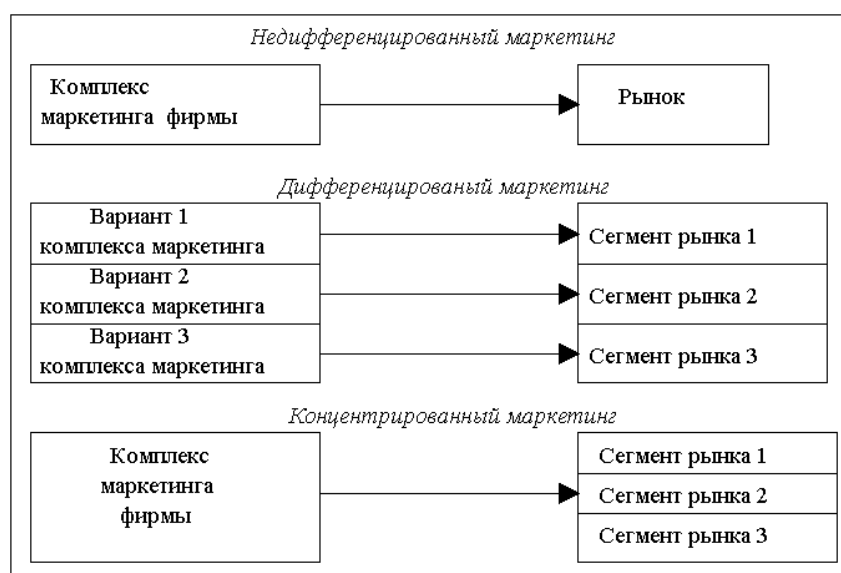 Недифференцированный маркетинг
Комплекс
маркетинга фирмы
Рынок
Дифференцированый маркетинг
Вариант 1
комплекса маркетинга
Сегмент рынка 1
Вариант 2
комплекса маркетинга
Сегмент рынка 2
Вариант 3
комплекса маркетинга
Сегмент рынка 3
Концентрированный маркетинг
Комплекс
маркетинга
фирмы
Сегмент рынка 1
Сегмент рынка 2
Сегмент рынка 3